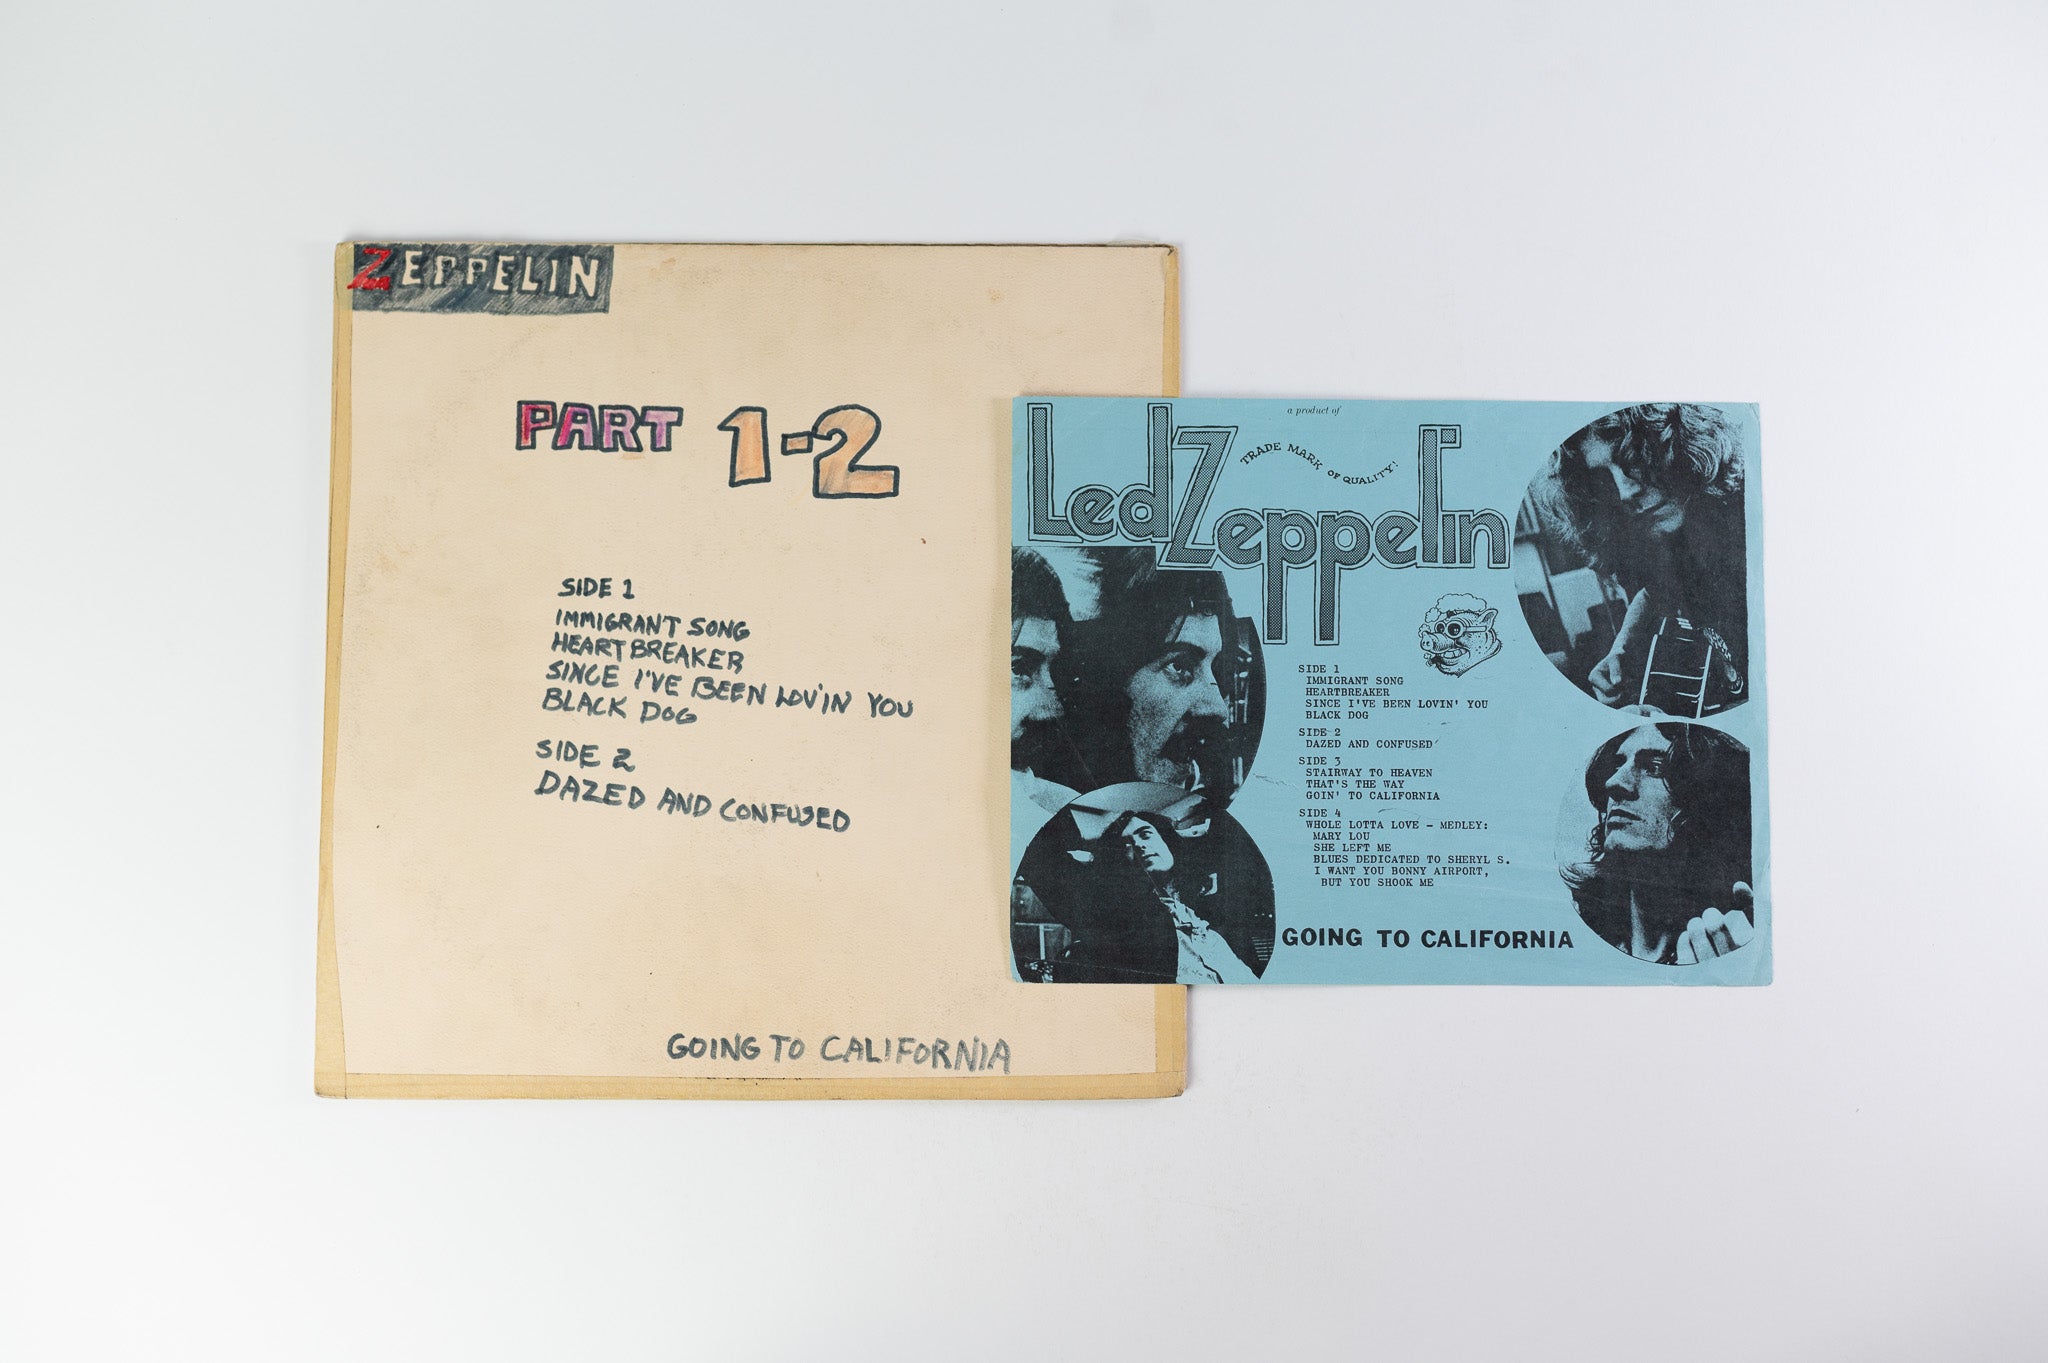 ZEPPELIN
PART 1-2
SIDE 1
IMMIGRANT SONG
HEARTBREAKER
SINCE I'VE BEEN LOV'IN YOU
BLACK DOG
SIDE 2
DAZED AND CONFUSED
GOING TO CALIFORNIA
a product of
TRADE MARK OF QUALITY!
Led Zeppelin
SIDE 1
IMMIGRANT SONG
HEARTBREAKER
SINCE I'VE BEEN LOVIN' YOU
BLACK DOG
SIDE 2
DAZED AND CONFUSED
SIDE 3
STAIRWAY TO HEAVEN
THAT'S THE WAY
GOIN' TO CALIFORNIA
SIDE 4
WHOLE LOTTA LOVE - MEDLEY:
MARY LOU
SHE LEFT ME
BLUES DEDICATED TO SHERYL S.
I WANT YOU BONNY AIRPORT,
BUT YOU SHOOK ME
GOING TO CALIFORNIA